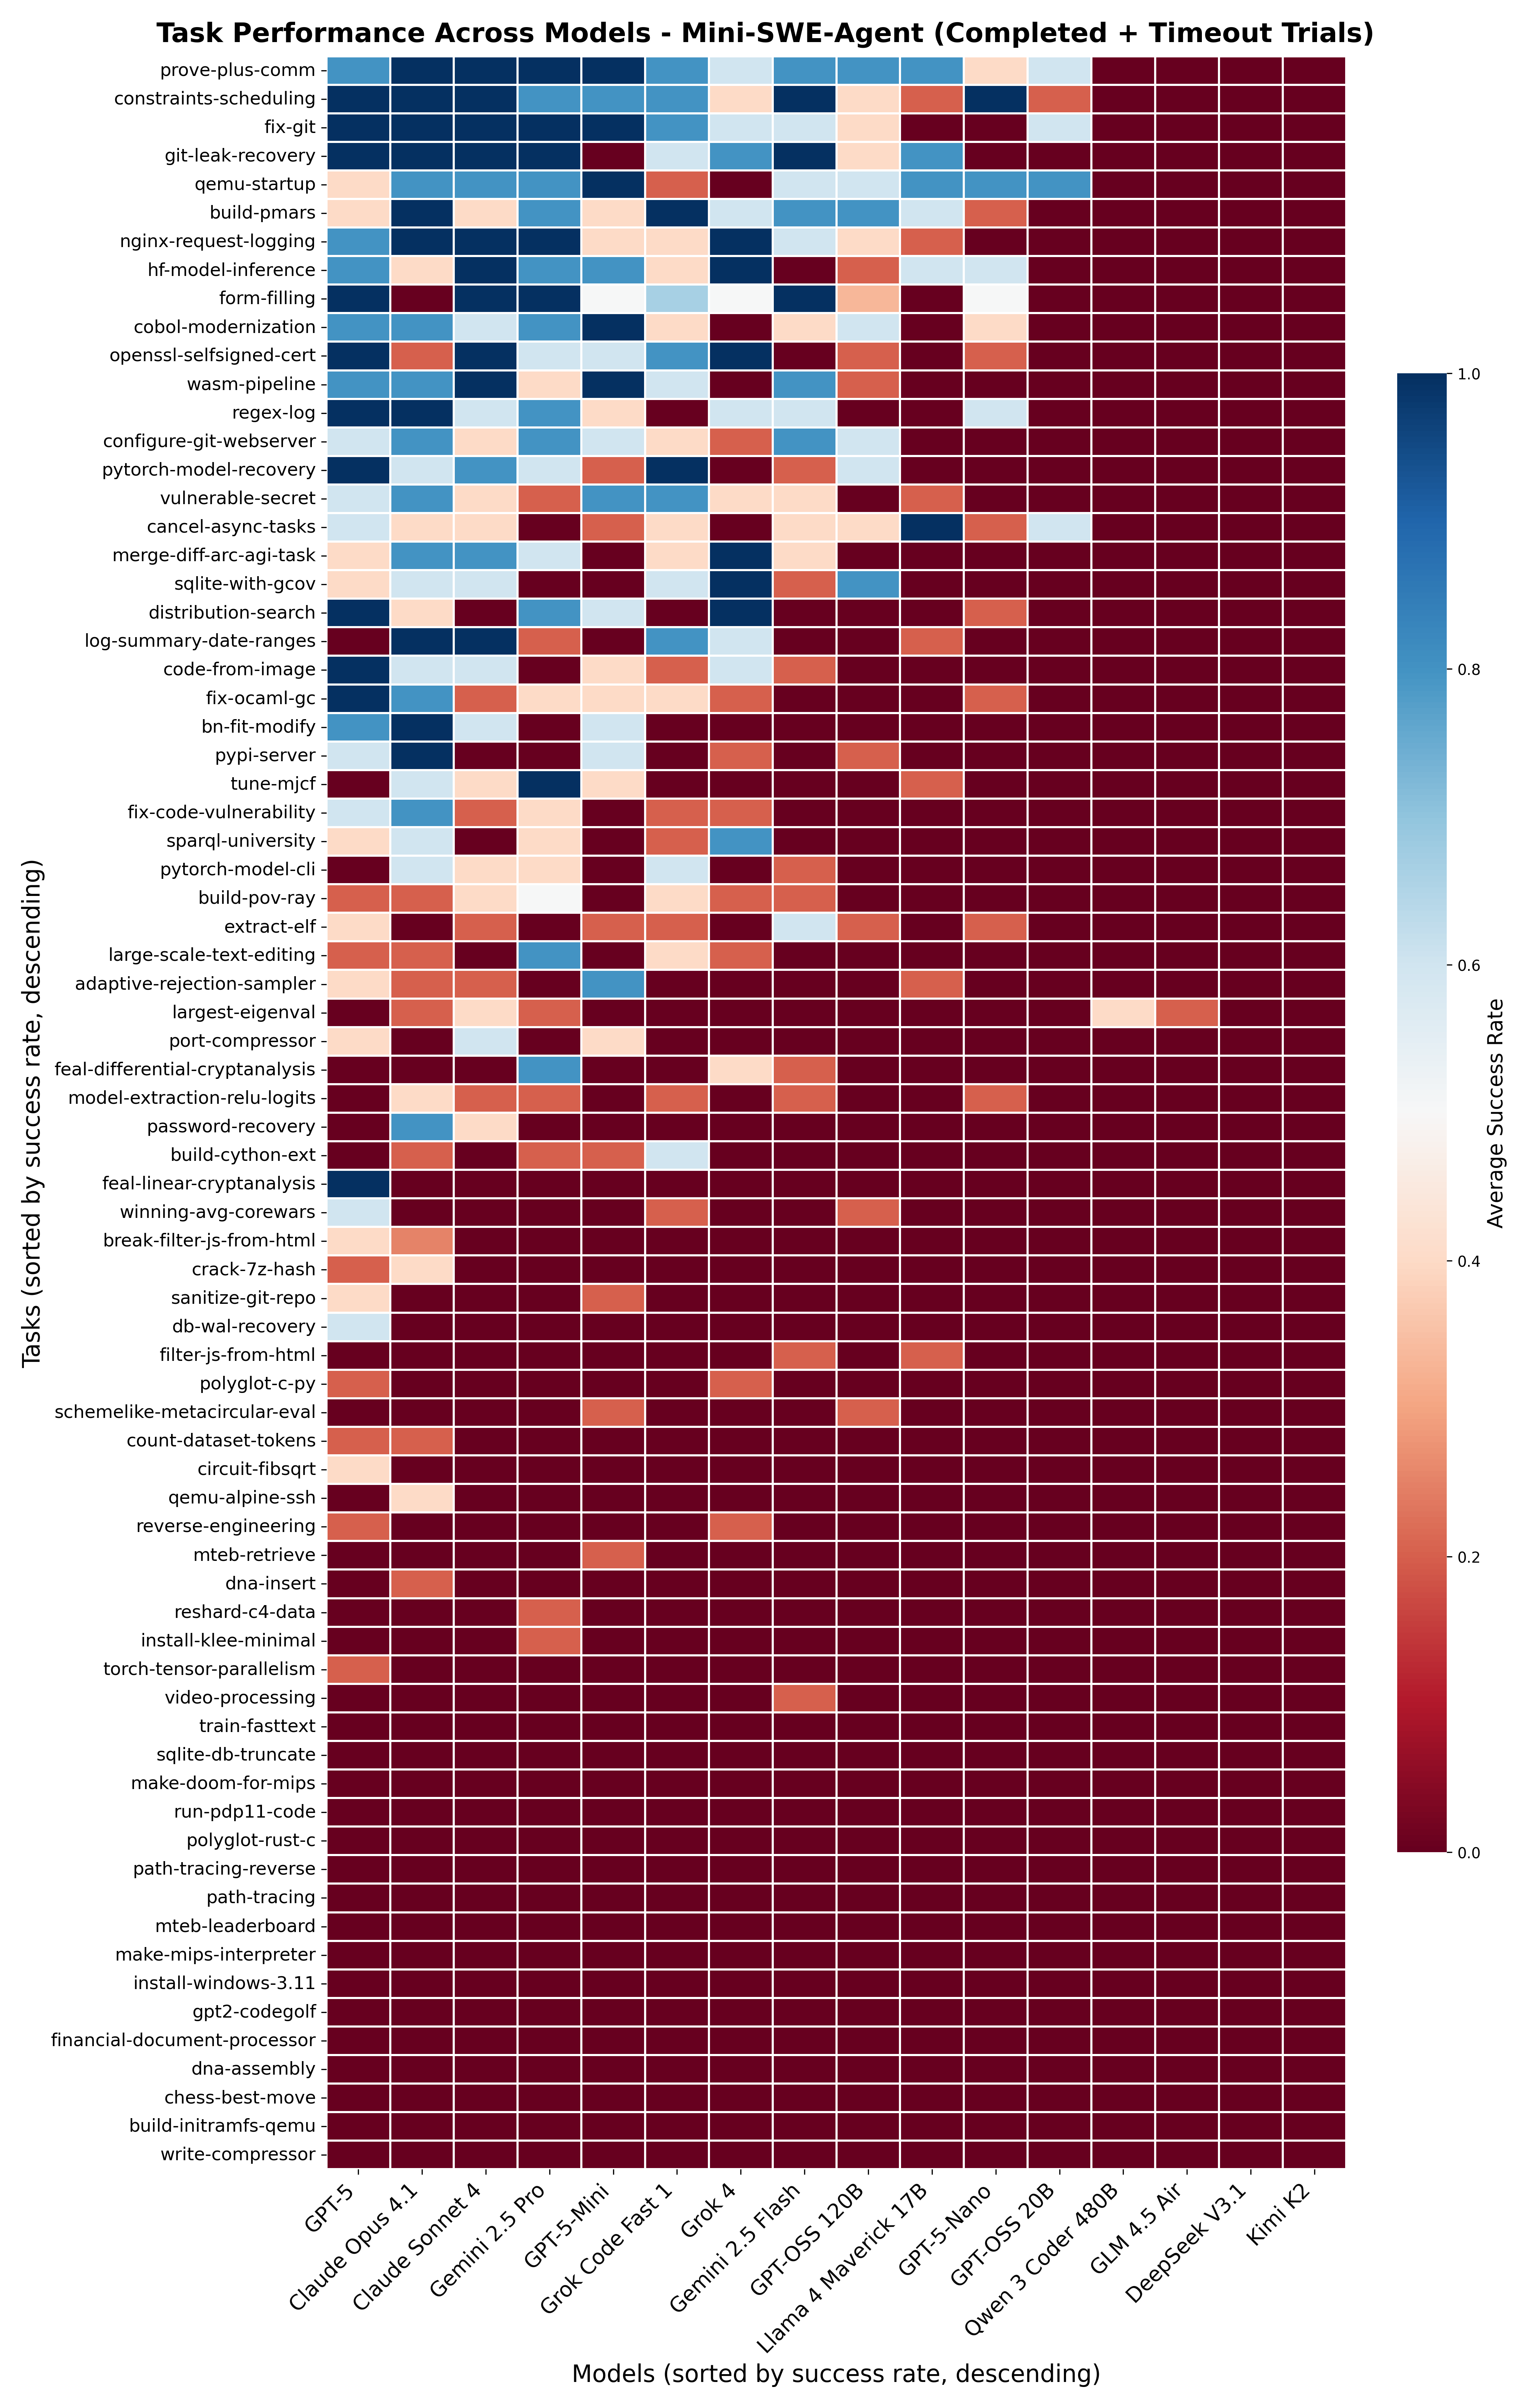 Task Performance Across Models - Mini-SWE-Agent (Completed + Timeout Trials)
Tasks (sorted by success rate, descending)
prove-plus-comm
constraints-scheduling
fix-git
git-leak-recovery
qemu-startup
build-pmars
nginx-request-logging
hf-model-inference
form-filling
cobol-modernization
openssl-selfsigned-cert
wasm-pipeline
regex-log
configure-git-webserver
pytorch-model-recovery
vulnerable-secret
cancel-async-tasks
merge-diff-arc-agi-task
sqlite-with-gcov
distribution-search
log-summary-date-ranges
code-from-image
fix-ocaml-gc
bn-fit-modify
pypi-server
tune-mjcf
fix-code-vulnerability
sparql-university
pytorch-model-cli
build-pov-ray
extract-elf
large-scale-text-editing
adaptive-rejection-sampler
largest-eigenval
port-compressor
feal-differential-cryptanalysis
model-extraction-relu-logits
password-recovery
build-cython-ext
feal-linear-cryptanalysis
winning-avg-corewars
break-filter-js-from-html
crack-7z-hash
sanitize-git-repo
db-wal-recovery
filter-js-from-html
polyglot-c-py
schemelike-metacircular-eval
count-dataset-tokens
circuit-fibsqrt
qemu-alpine-ssh
reverse-engineering
mteb-retrieve
dna-insert
reshard-c4-data
install-klee-minimal
torch-tensor-parallelism
video-processing
train-fasttext
sqlite-db-truncate
make-doom-for-mips
run-pdp11-code
polyglot-rust-c
path-tracing-reverse
path-tracing
mteb-leaderboard
make-mips-interpreter
install-windows-3.11
gpt2-codegolf
financial-document-processor
dna-assembly
chess-best-move
build-initramfs-qemu
write-compressor
GPT-5
Claude Opus 4.1
Claude Sonnet 4
Gemini 2.5 Pro
GPT-5-Mini
Grok Code Fast 1
Grok 4
Gemini 2.5 Flash
GPT-OSS 120B
Llama 4 Maverick 17B
GPT-5-Nano
GPT-OSS 20B
Qwen 3 Coder 480B
GLM 4.5 Air
DeepSeek V3.1
Kimi K2
Models (sorted by success rate, descending)
1.0
0.8
0.6
0.4
0.2
0.0
Average Success Rate